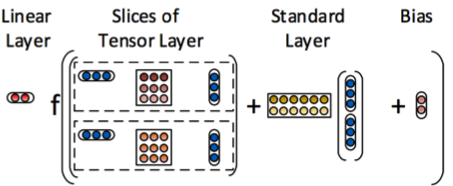 Linear
Layer
Slices of
Tensor Layer
Standard
Layer
Bias
f
+
+